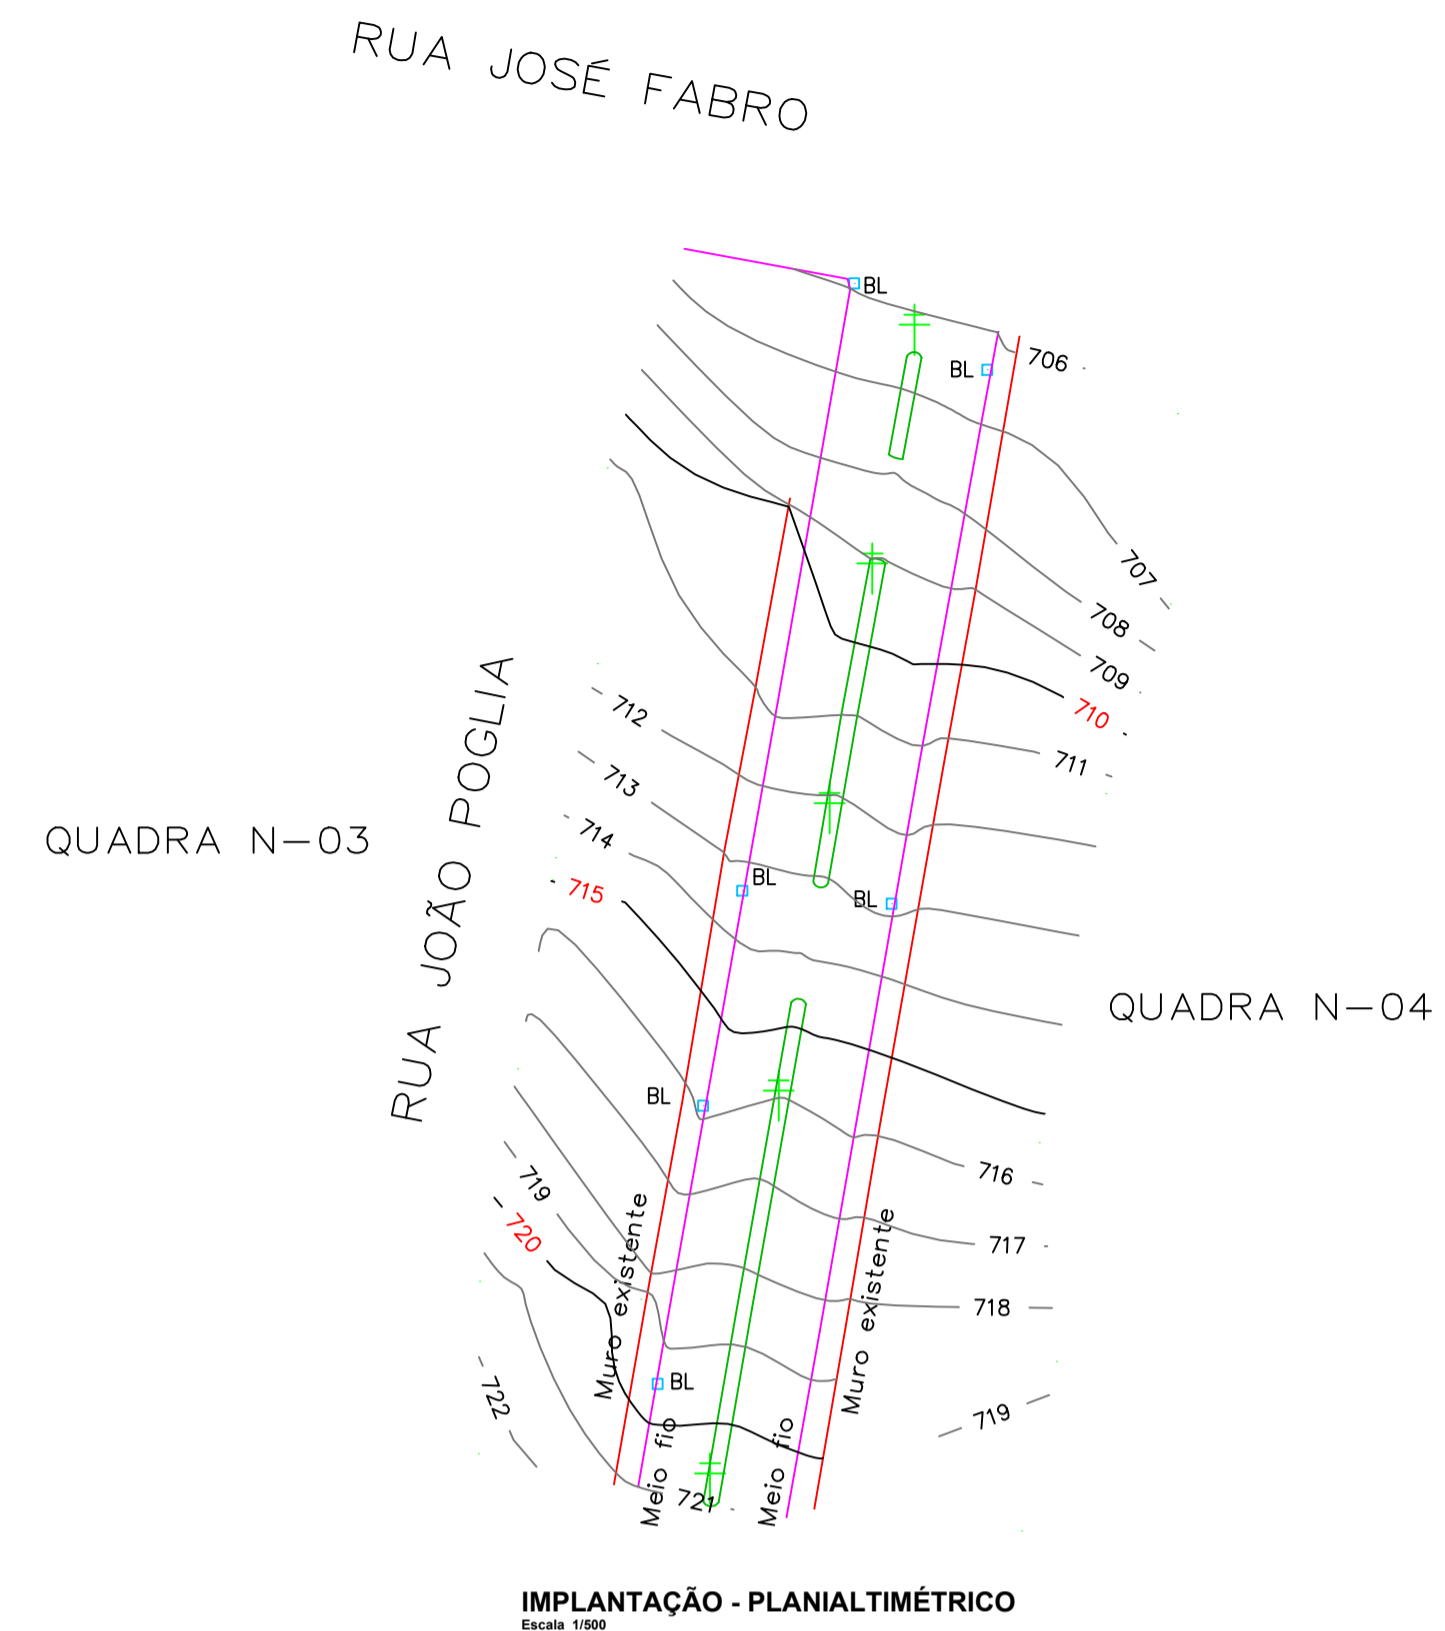 RUA JOSÉ FABRO
BL
BL
706
707
708
709
710
711
712
713
714
715
BL
BL
QUADRA N-03
RUA JOÃO POGLIA
QUADRA N-04
BL
716
717
718
719
719
720
721
722
BL
Muro existente
Muro existente
Meio fio
Meio fio
IMPLANTAÇÃO - PLANIALTIMÉTRICO
Escala 1/500